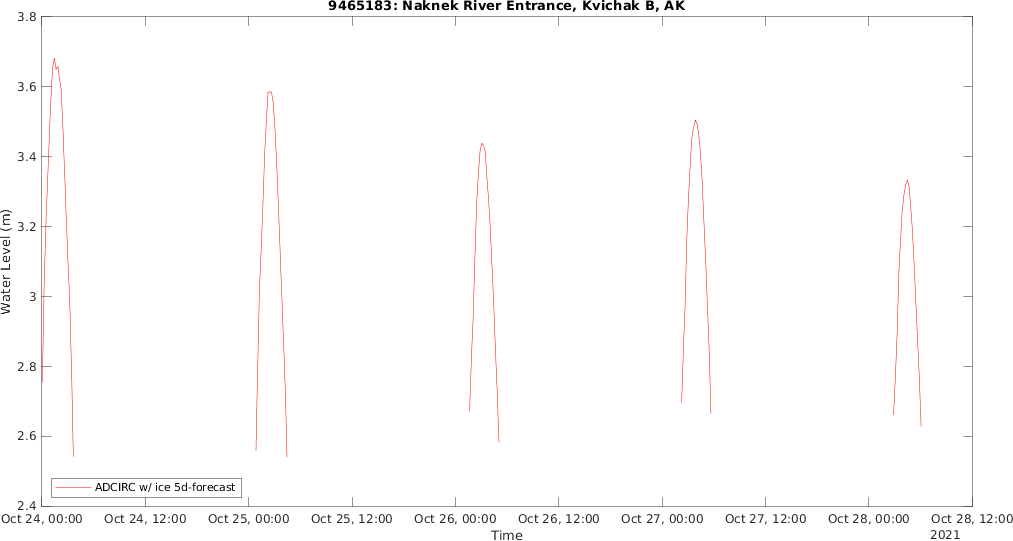 9465183: Naknek River Entrance, Kvichak B, AK
3.8
3.6
3.4
3.2
3
2.8
2.6
2.4
Water Level (m)
ADCIRC w/ ice 5d-forecast
Oct 24, 00:00 Oct 24, 12:00 Oct 25, 00:00 Oct 25, 12:00 Oct 26, 00:00 Oct 26, 12:00 Oct 27, 00:00 Oct 27, 12:00 Oct 28, 00:00 Oct 28, 12:00
Time
2021